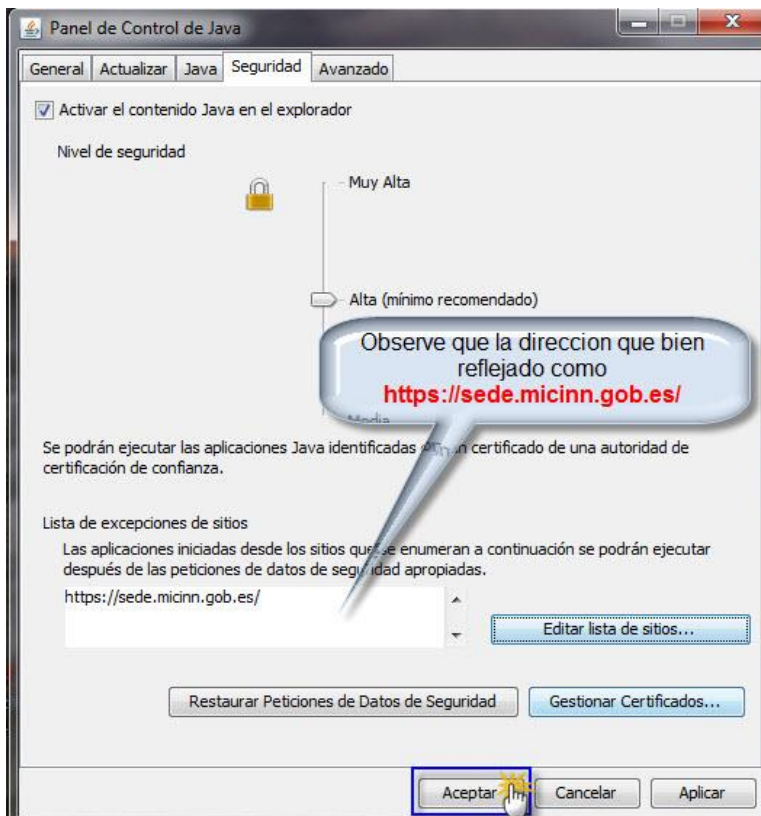 Panel de Control de Java
General Actualizar Java Seguridad Avanzado
Activar el contenido Java en el explorador
Nivel de seguridad
Muy Alta
Alta (mínimo recomendado)
Observe que la direccion que bien
reflejado como
https://sede.micinn.gob.es/
Media
Se podrán ejecutar las aplicaciones Java identificadas certificado de una autoridad de
certificación de confianza.
Lista de excepciones de sitios
Las aplicaciones iniciadas desde los sitios que se enumeran a continuación se podrán ejecutar
después de las peticiones de datos de seguridad apropiadas.
https://sede.micinn.gob.es/
Editar lista de sitios...
Restaurar Peticiones de Datos de Seguridad Gestionar Certificados...
Aceptar Cancelar Aplicar